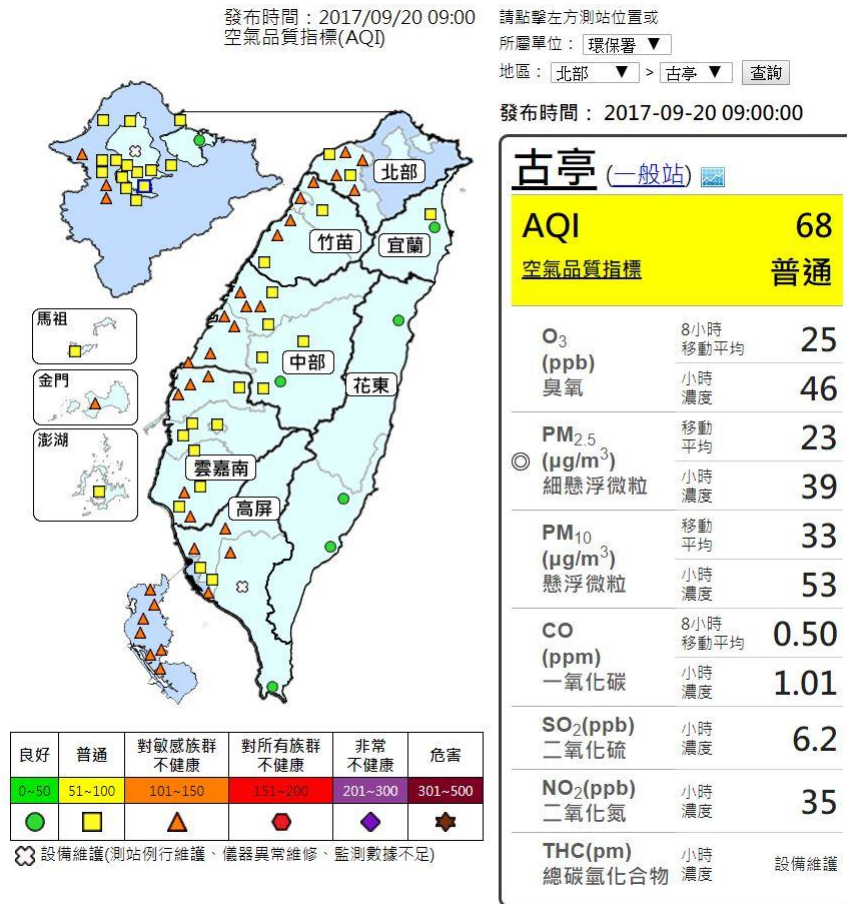 發布時間：2017/09/20 09:00
空氣品質指標(AQI)
北部
竹苗
宜蘭
馬祖
中部
金門
花東
澎湖
雲嘉南
高屏
良好 普通 對敏感族群不健康 對所有族群不健康 非常不健康 危害
0~50 51~100 101~150 151~200 201~300 301~500
設備維護(測站例行維護、儀器異常維修、監測數據不足)
請點擊左方測站位置或
所屬單位： 環保署 ▼
地區： 北部 ▼ > 古亭 ▼ 查詢
發布時間： 2017-09-20 09:00:00
古亭 (一般站)
AQI 68
空氣品質指標 普通
O3 (ppb) 臭氧
8小時移動平均 25
小時濃度 46
◎ PM2.5 (μg/m3) 細懸浮微粒
移動平均 23
小時濃度 39
PM10 (μg/m3) 懸浮微粒
移動平均 33
小時濃度 53
CO (ppm) 一氧化碳
8小時移動平均 0.50
小時濃度 1.01
SO2(ppb) 二氧化硫 小時濃度 6.2
NO2(ppb) 二氧化氮 小時濃度 35
THC(pm) 總碳氫化合物 小時濃度 設備維護